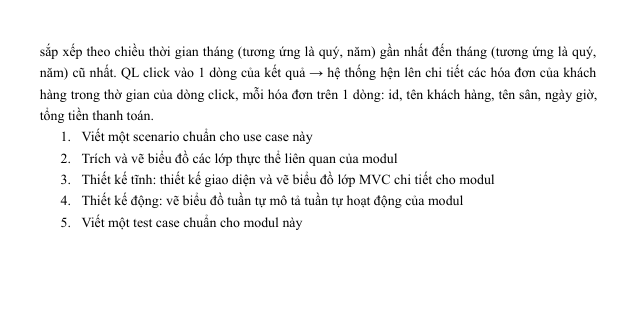 sắp xếp theo chiều thời gian tháng (tương ứng là quý, năm) gần nhất đến tháng (tương ứng là quý,
năm) cũ nhất. QL click vào 1 dòng của kết quả → hệ thống hện lên chi tiết các hóa đơn của khách
hàng trong thờ gian của dòng click, mỗi hóa đơn trên 1 dòng: id, tên khách hàng, tên sân, ngày giờ,
tổng tiền thanh toán.
1. Viết một scenario chuẩn cho use case này
2. Trích và vẽ biểu đồ các lớp thực thể liên quan của modul
3. Thiết kế tĩnh: thiết kế giao diện và vẽ biểu đồ lớp MVC chi tiết cho modul
4. Thiết kế động: vẽ biểu đồ tuần tự mô tả tuần tự hoạt động của modul
5. Viết một test case chuẩn cho modul này